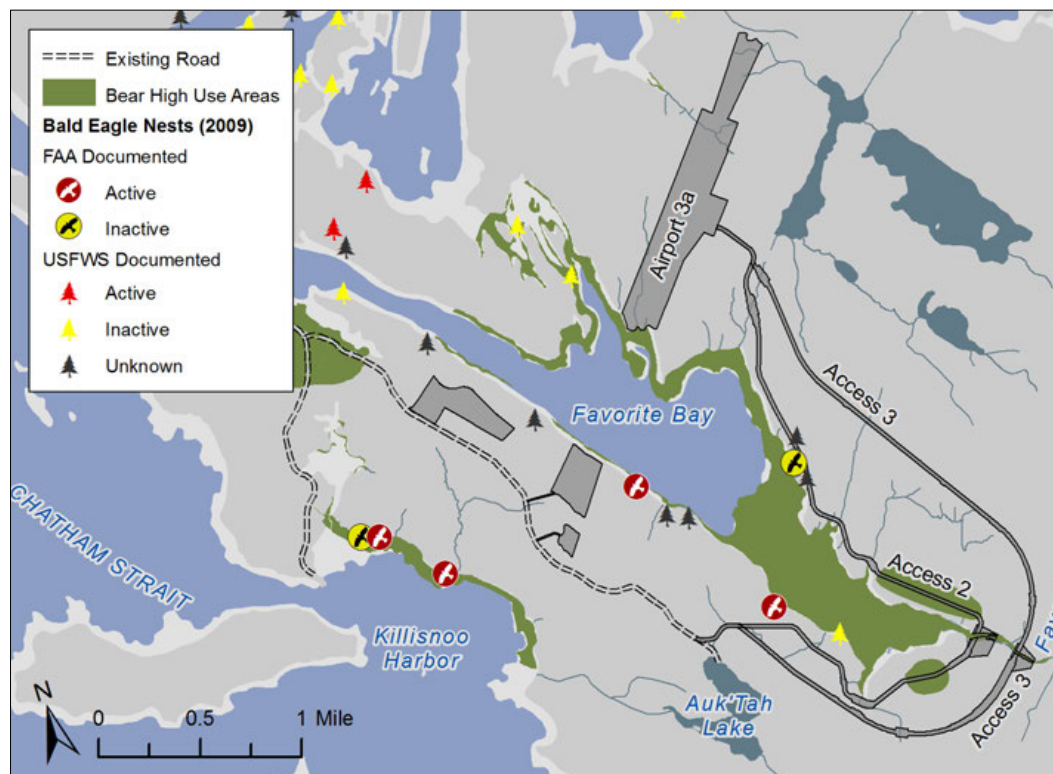 Existing Road
Bear High Use Areas
Bald Eagle Nests (2009)
FAA Documented
Active
Inactive
USFWS Documented
Active
Inactive
Unknown
Airport 3a
Access 3
Favorite Bay
CHATHAM STRAIT
Access 2
Killisnoo
Harbor
Fav
Auk'Tah
Lake
Access 3
N
0 0.5 1 Mile